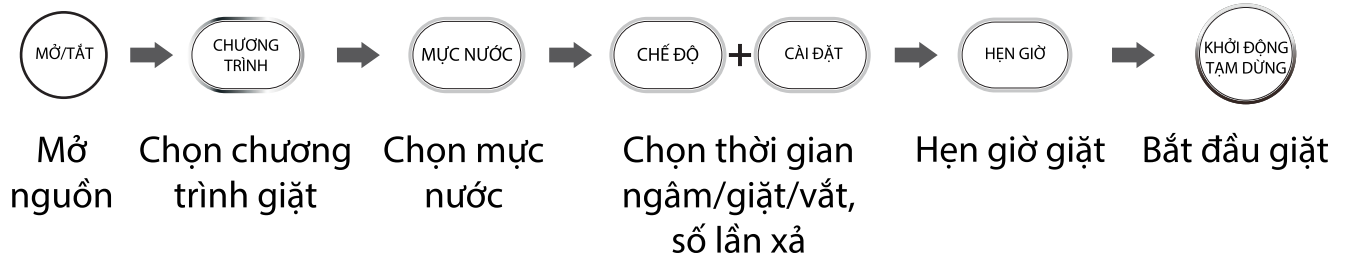 MỞ/TẮT
CHƯƠNG
TRÌNH
MỰC NƯỚC
CHẾ ĐỘ
+
CÀI ĐẶT
HẸN GIỜ
KHỞI ĐỘNG
TẠM DỪNG
Mở
nguồn
Chọn chương
trình giặt
Chọn mực
nước
Chọn thời gian
ngâm/giặt/vắt,
số lần xả
Hẹn giờ giặt
Bắt đầu giặt